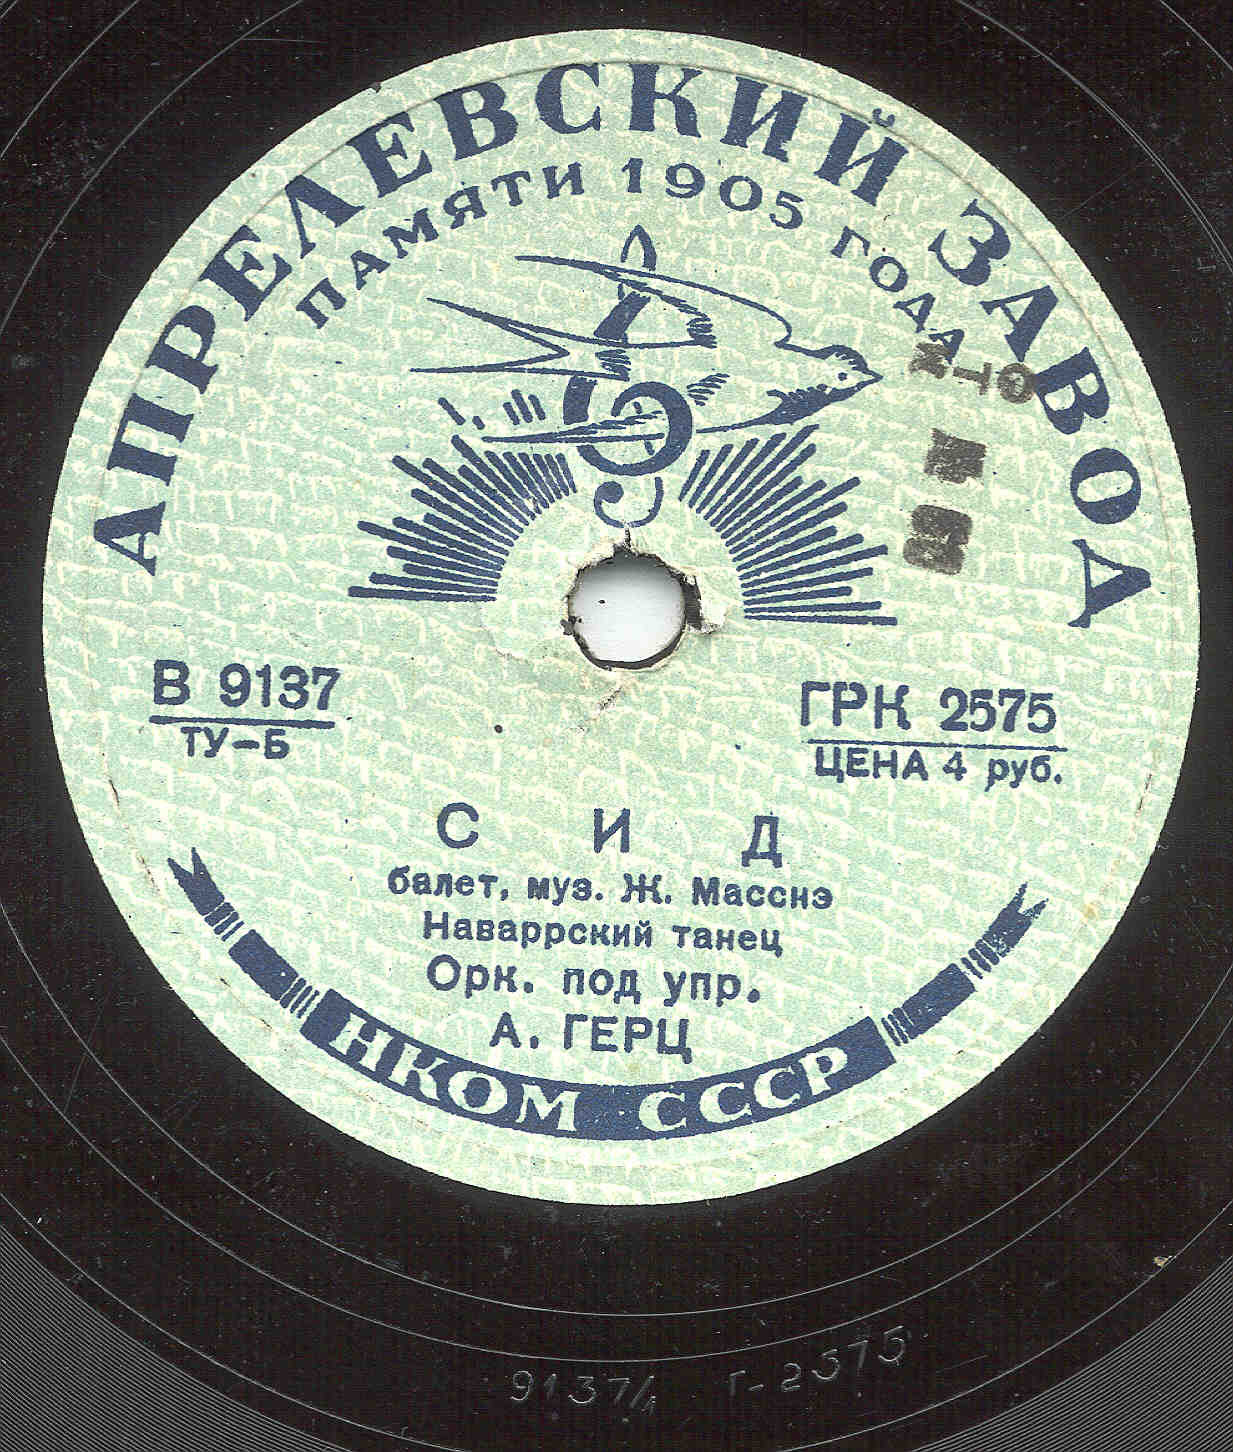 АПРЕЛЕВСКИЙ ЗАВОД
ПАМЯТИ 1905 ГОДА
В 9137
ТУ-Б
ГРК 2575
ЦЕНА 4 руб.
СИД
балет, муз. Ж. Масснэ
Наваррский танец
Орк. под упр.
А. ГЕРЦ
НКОМ СССР
9137/1 Г-2575